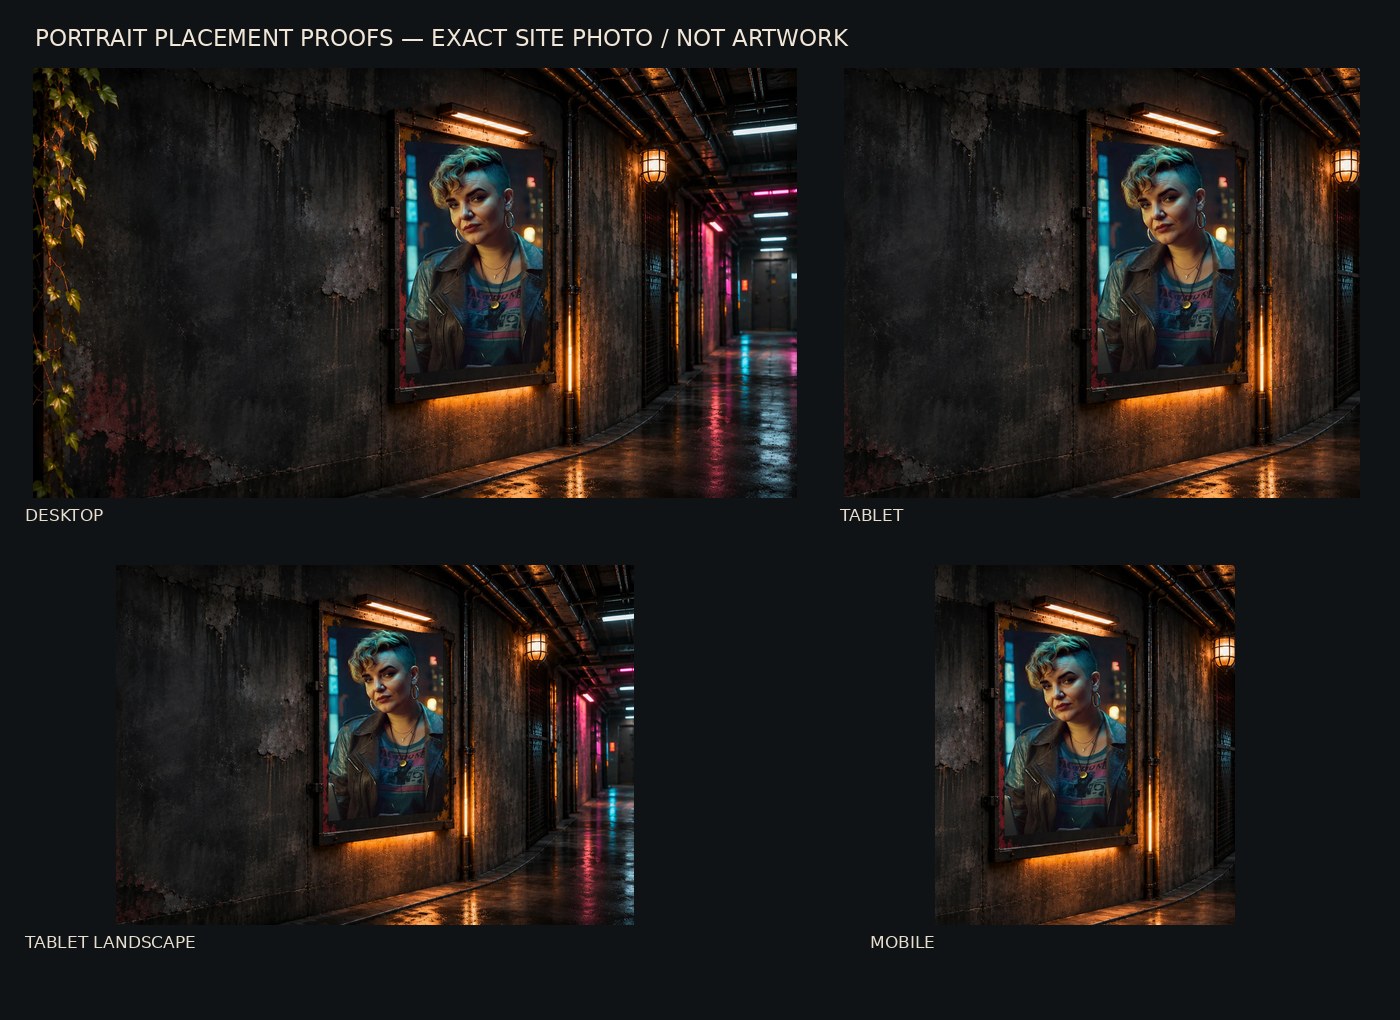 PORTRAIT PLACEMENT PROOFS — EXACT SITE PHOTO / NOT ARTWORK
DESKTOP
TABLET
TABLET LANDSCAPE
MOBILE